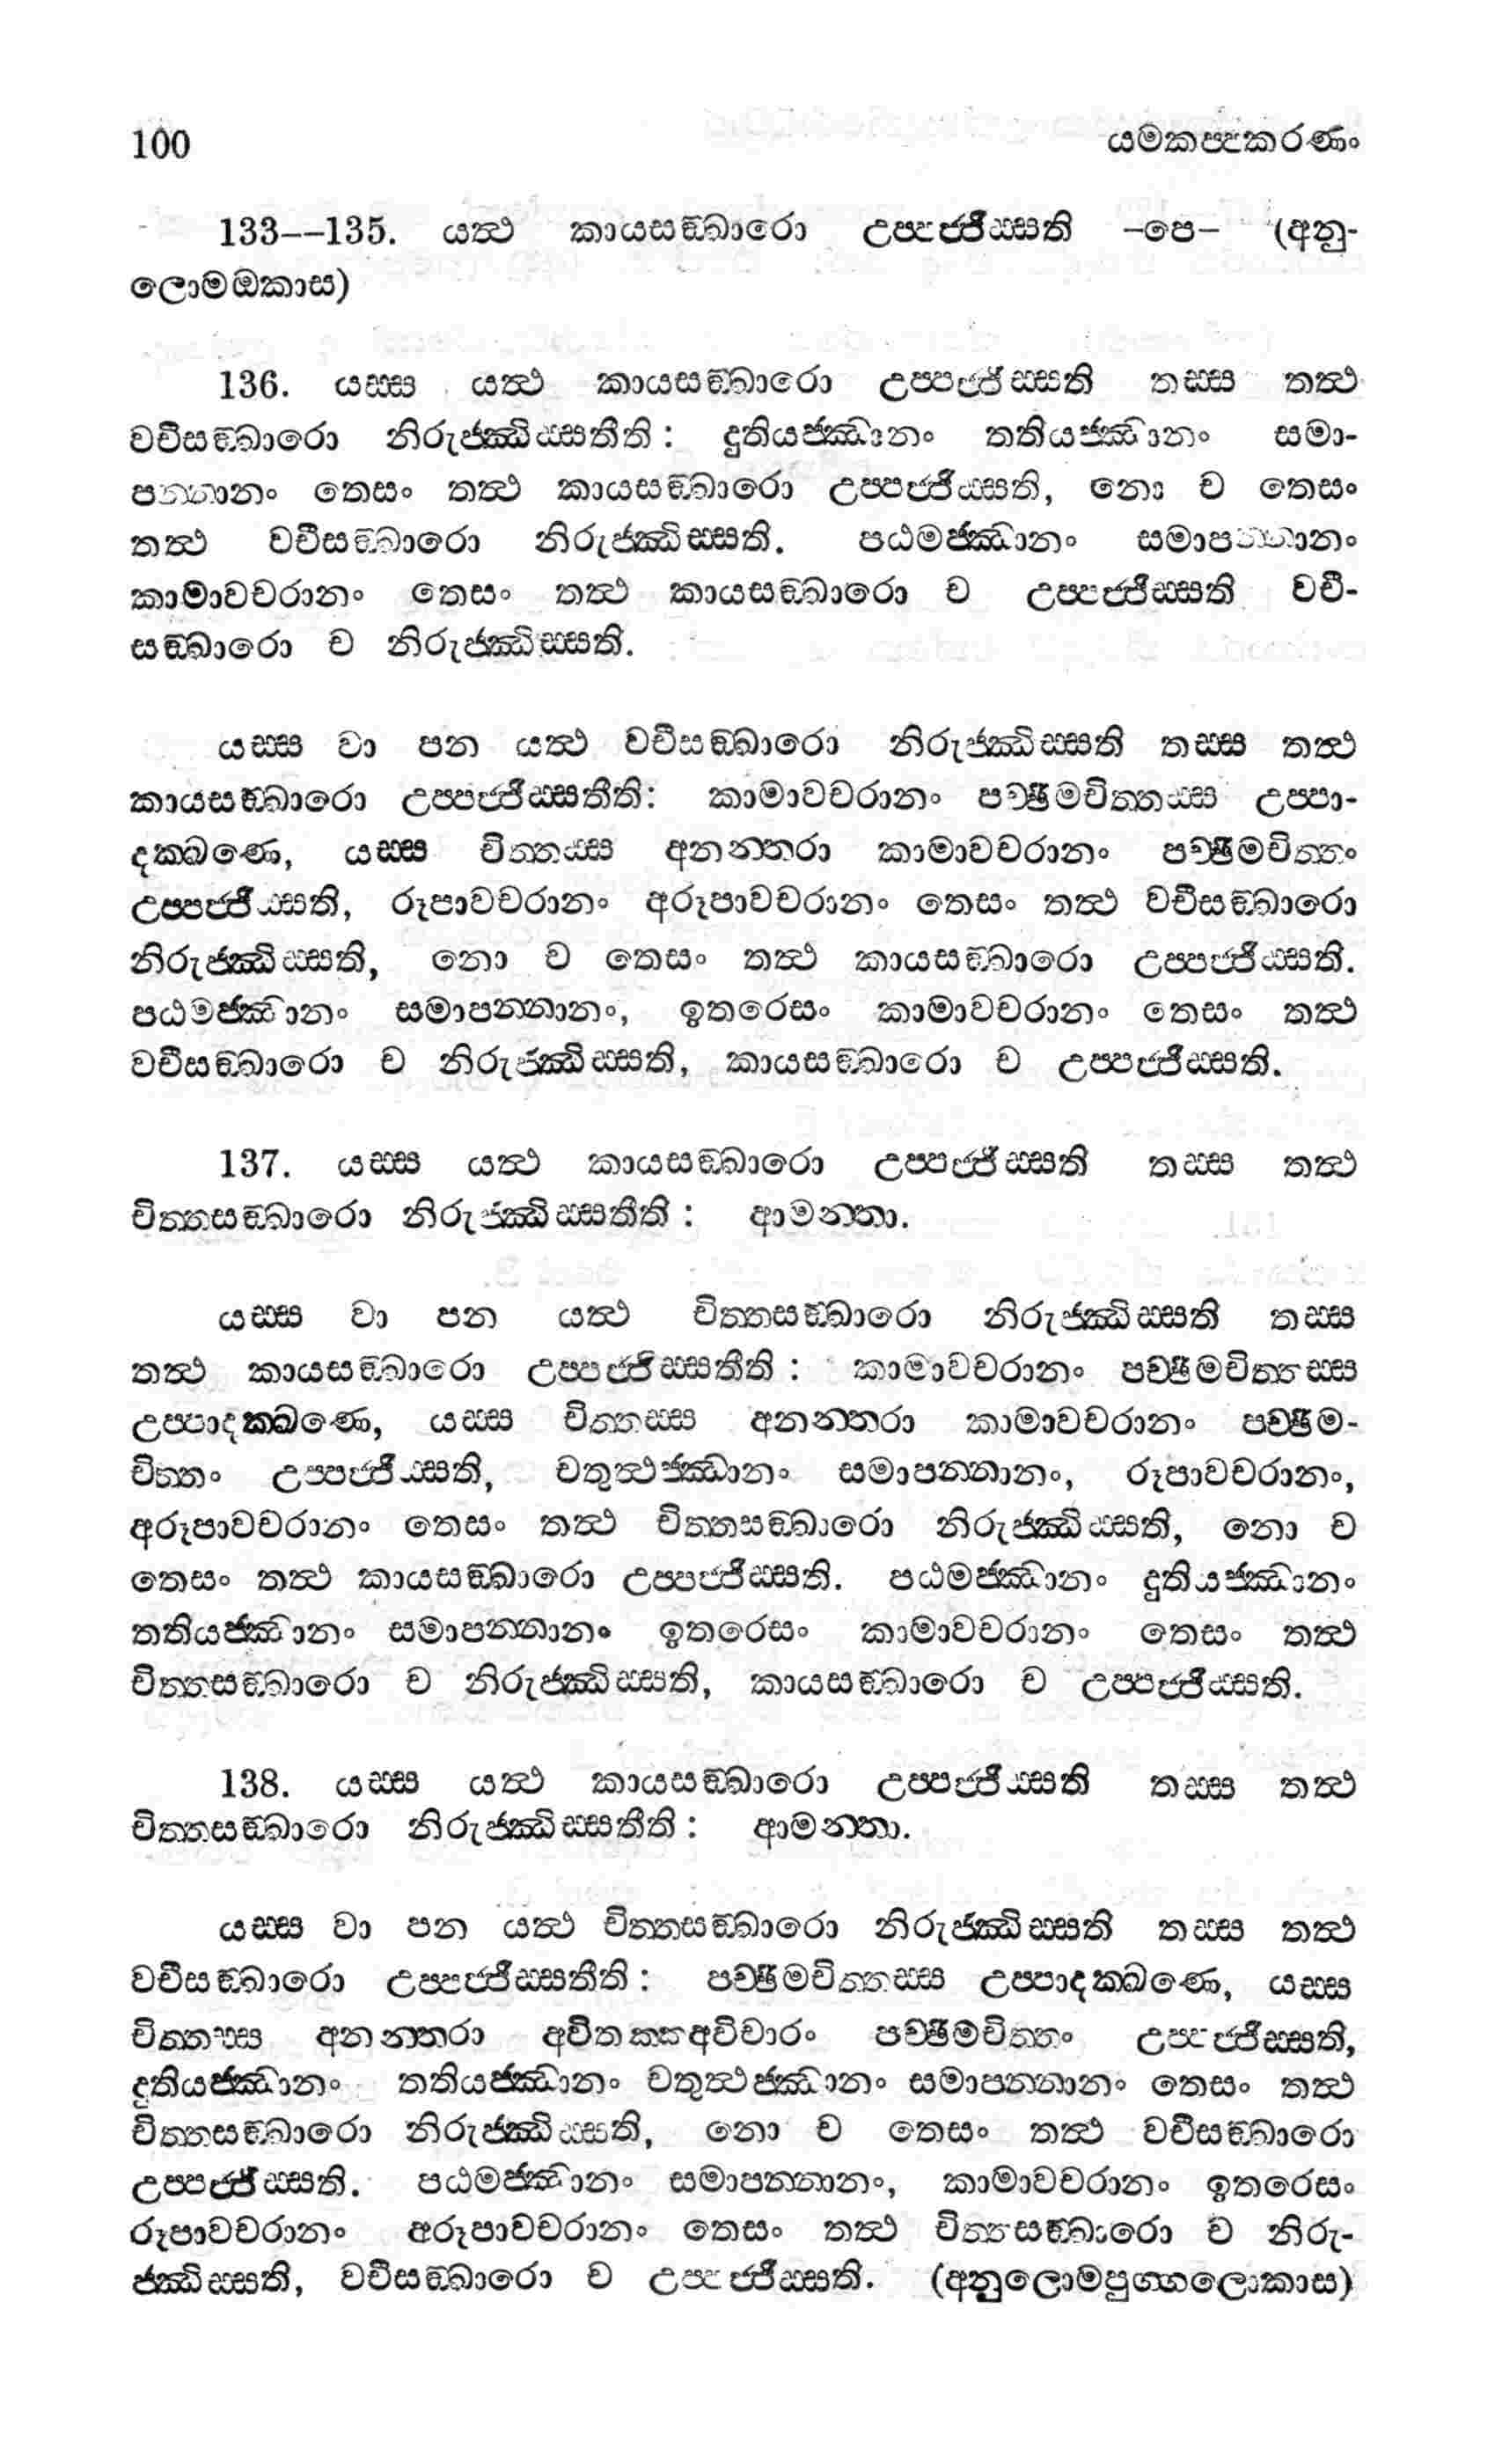 100 යමකප්පකරණං
133--135. යත්‍ථ කායසඞ්ඛාරො උප්පජ්ජිස්සති –පෙ– (අනු-
ලොමඔකාස)
136. යස්ස යත්‍ථ කායසඞ්ඛාරො උප්පජ්ජිස්සති තස්ස තත්‍ථ
වචීසඞ්ඛාරො නිරුජ්ඣිස්සතීති : දුතියජ්ඣානං තතියජ්ඣානං සමා-
පන්නානං තෙසං තත්‍ථ කායසඞ්ඛාරො උප්පජ්ජිස්සති, නො ච තෙසං
තත්‍ථ වචීසඞ්ඛාරො නිරුජ්ඣිස්සති. පඨමජ්ඣානං සමාපන්නානං
කාමාවචරානං තෙසං තත්‍ථ කායසඞ්ඛාරො ච උප්පජ්ජිස්සති වචී-
සඞ්ඛාරො ච නිරුජ්ඣිස්සති.
යස්ස වා පන යත්‍ථ වචීසඞ්ඛාරො නිරුජ්ඣිස්සති තස්ස තත්‍ථ
කායසඞ්ඛාරො උප්පජ්ජිස්සතීති: කාමාවචරානං පච්ඡිමචිත්තස්ස උප්පා-
දක්ඛණෙ, යස්ස චිත්තස්ස අනන්තරා කාමාවචරානං පච්ඡිමචිත්තං
උප්පජ්ජිස්සති, රූපාවචරානං අරූපාවචරානං තෙසං තත්‍ථ වචීසඞ්ඛාරො
නිරුජ්ඣිස්සති, නො ච තෙසං තත්‍ථ කායසඞ්ඛාරො උප්පජ්ජිස්සති.
පඨමජ්ඣානං සමාපන්නානං, ඉතරෙසං කාමාවචරානං තෙසං තත්‍ථ
වචීසඞ්ඛාරො ච නිරුජ්ඣිස්සති, කායසඞ්ඛාරො ච උප්පජ්ජිස්සති.
137. යස්ස යත්‍ථ කායසඞ්ඛාරො උප්පජ්ජිස්සති තස්ස තත්‍ථ
චිත්තසඞ්ඛාරො නිරුජ්ඣිස්සතීති : ආමන්තා.
යස්ස වා පන යත්‍ථ චිත්තසඞ්ඛාරො නිරුජ්ඣිස්සති තස්ස
තත්‍ථ කායසඞ්ඛාරො උප්පජ්ජිස්සතීති : කාමාවචරානං පච්ඡිමචිත්තස්ස
උප්පාදක්ඛණෙ, යස්ස චිත්තස්ස අනන්තරා කාමාවචරානං පච්ඡිම-
චිත්තං උප්පජ්ජිස්සති, චතුත්‍ථජ්ඣානං සමාපන්නානං, රූපාවචරානං,
අරූපාවචරානං තෙසං තත්‍ථ චිත්තසඞ්ඛාරො නිරුජ්ඣිස්සති, නො ච
තෙසං තත්‍ථ කායසඞ්ඛාරො උප්පජ්ජිස්සති. පඨමජ්ඣානං දුතියජ්ඣානං
තතියජ්ඣානං සමාපන්නානං ඉතරෙසං කාමාවචරානං තෙසං තත්‍ථ
චිත්තසඞ්ඛාරො ච නිරුජ්ඣිස්සති, කායසඞ්ඛාරො ච උප්පජ්ජිස්සති.
138. යස්ස යත්‍ථ කායසඞ්ඛාරො උප්පජ්ජිස්සති තස්ස තත්‍ථ
චිත්තසඞ්ඛාරො නිරුජ්ඣිස්සතීති : ආමන්තා.
යස්ස වා පන යත්‍ථ චිත්තසඞ්ඛාරො නිරුජ්ඣිස්සති තස්ස තත්‍ථ
වචීසඞ්ඛාරො උප්පජ්ජිස්සතීති : පච්ඡිමචිත්තස්ස උප්පාදක්ඛණෙ, යස්ස
චිත්තස්ස අනන්තරා අවිතක්කඅවිචාරං පච්ඡිමචිත්තං උප්පජ්ජිස්සති,
දුතියජ්ඣානං තතියජ්ඣානං චතුත්‍ථජ්ඣානං සමාපන්නානං තෙසං තත්‍ථ
චිත්තසඞ්ඛාරො නිරුජ්ඣිස්සති, නො ච තෙසං තත්‍ථ වචීසඞ්ඛාරො
උප්පජ්ජිස්සති. පඨමජ්ඣානං සමාපන්නානං, කාමාවචරානං ඉතරෙසං
රූපාවචරානං අරූපාවචරානං තෙසං තත්‍ථ චිත්තසඞ්ඛාරො ච නිරු-
ජ්ඣිස්සති, වචීසඞ්ඛාරො ච උප්පජ්ජිස්සති. (අනුලොමපුග්ගලොකාස)